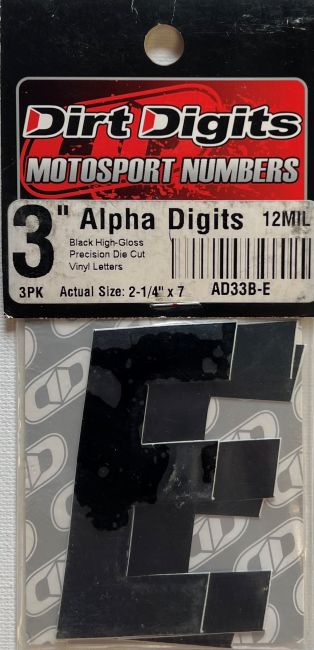 Dirt Digits
MOTOSPORT NUMBERS
3" Alpha Digits 12MIL
Black High-Gloss
Precision Die Cut
Vinyl Letters
3PK Actual Size: 2-1/4" x 7 AD33B-E
E